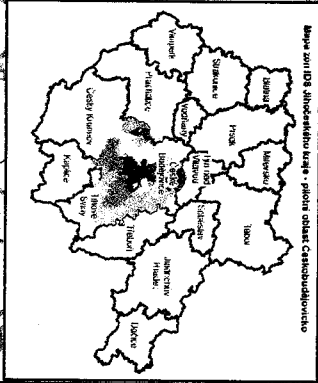 Mapa zón IDS Jihočeského kraje - pilotní oblast Českobudějovicko
Blatná
Milevsko
Tábor
Písek
Strakonice
Týn nad
Vltavou
Soběslav
Vodňany
Vimperk
Jindřichův
Hradec
Dačice
České
Budějovice
Prachatice
Třeboň
Trhové
Sviny
Český Krumlov
Kaplice